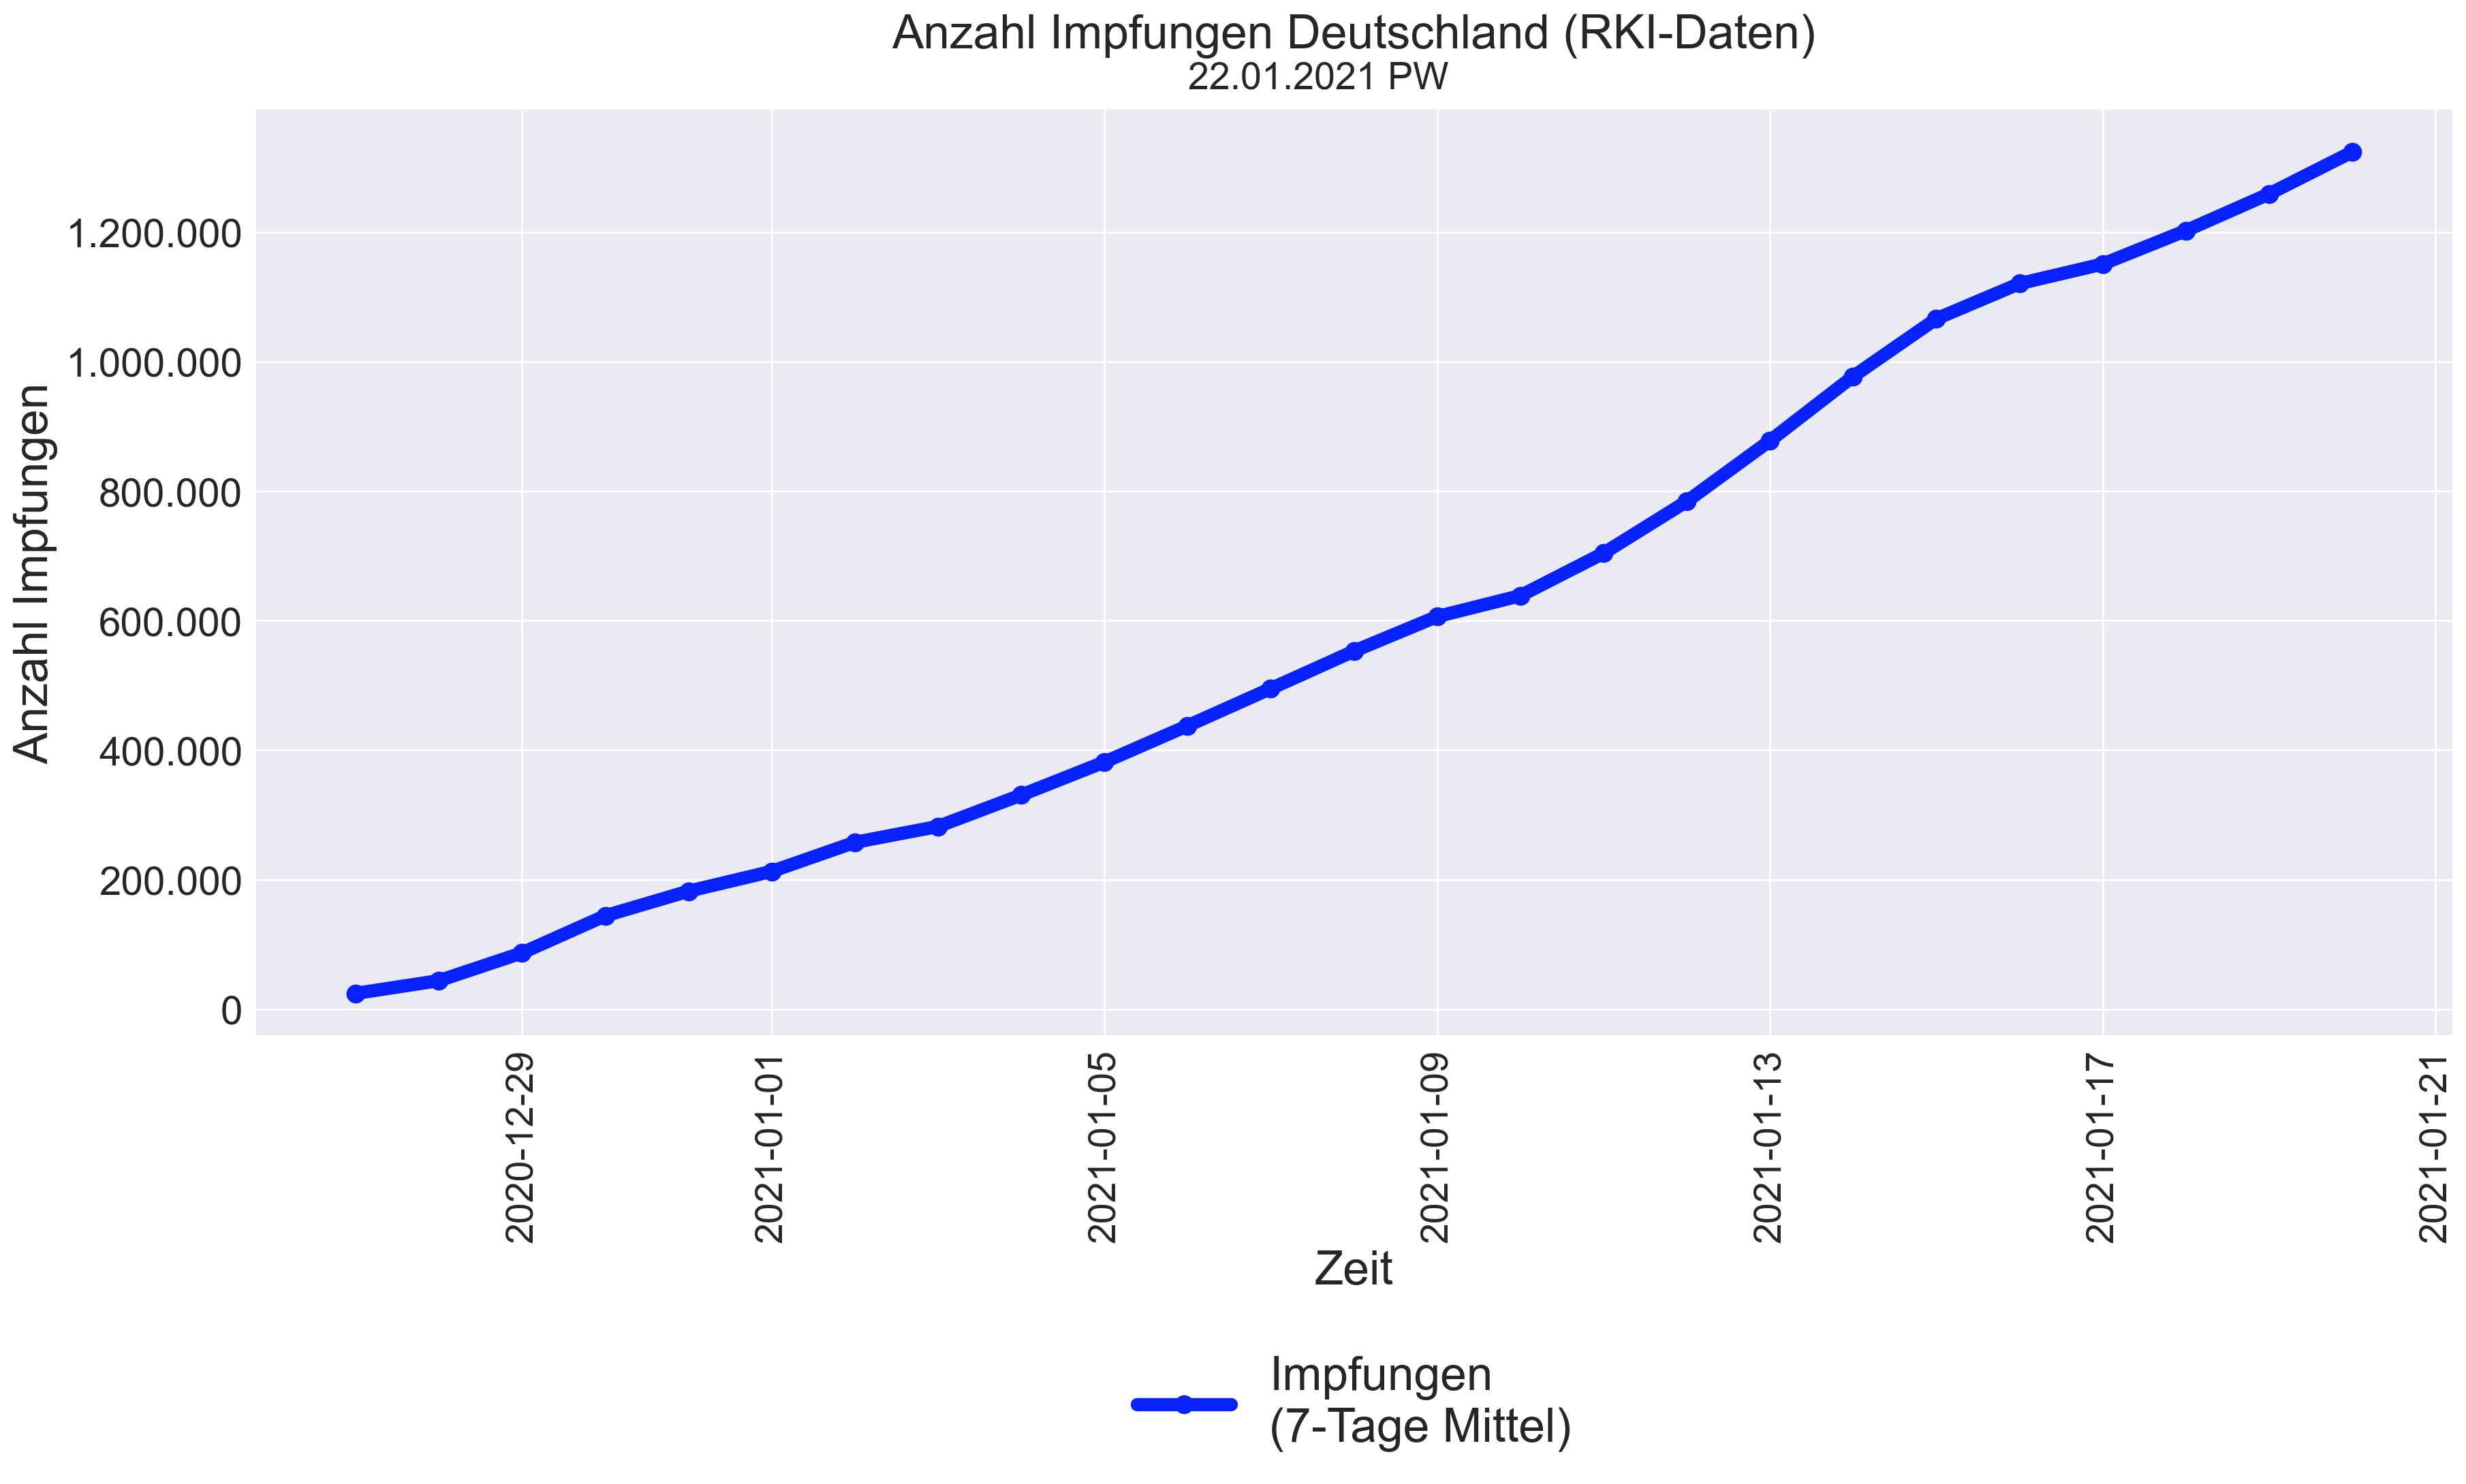 Anzahl Impfungen Deutschland (RKI-Daten)
22.01.2021 PW
Anzahl Impfungen
1.200.000
1.000.000
800.000
600.000
400.000
200.000
0
2020-12-29
2021-01-01
2021-01-05
2021-01-09
2021-01-13
2021-01-17
2021-01-21
Zeit
Impfungen
(7-Tage Mittel)